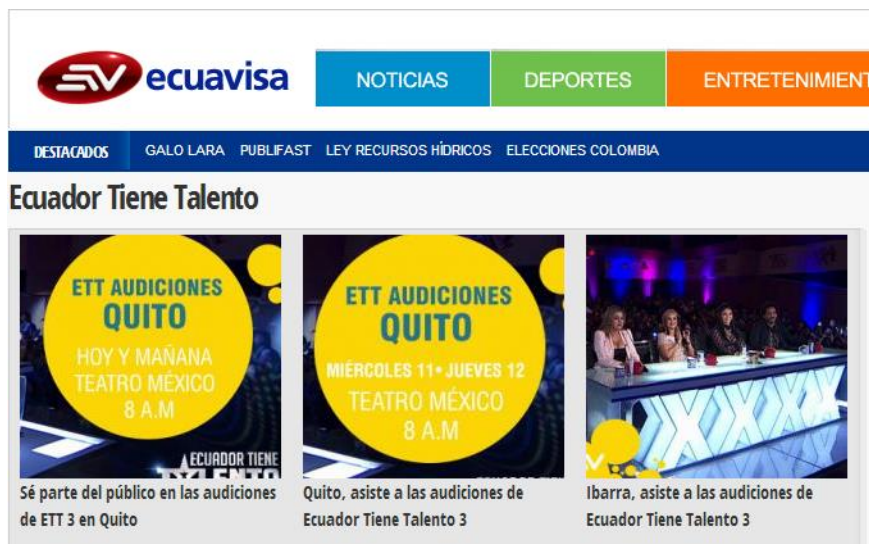 ecuavisa
NOTICIAS
DEPORTES
ENTRETENIMIENT
DESTACADOS
GALO LARA
PUBLIFAST
LEY RECURSOS HÍDRICOS
ELECCIONES COLOMBIA
Ecuador Tiene Talento
ETT AUDICIONES
QUITO
HOY Y MAÑANA
TEATRO MÉXICO
8 A.M
ECUADOR TIENE
TALENTO
Sé parte del público en las audiciones
de ETT 3 en Quito
ETT AUDICIONES
QUITO
MIÉRCOLES 11• JUEVES 12
TEATRO MÉXICO
8 A.M
Quito, asiste a las audiciones de
Ecuador Tiene Talento 3
Ibarra, asiste a las audiciones de
Ecuador Tiene Talento 3